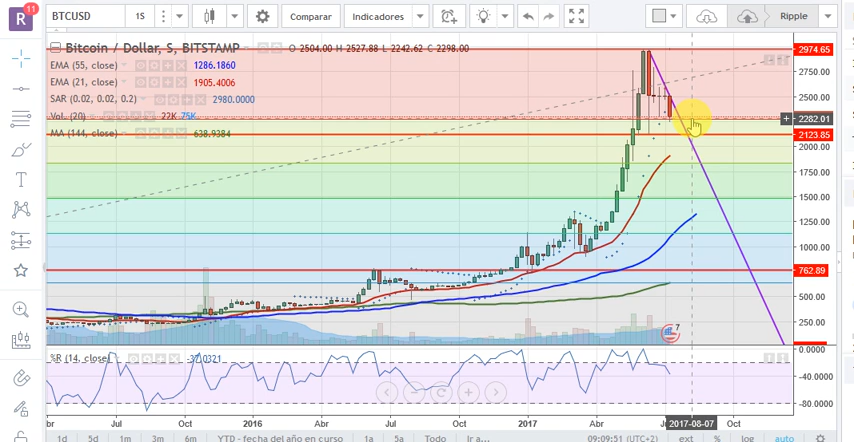 R 11
BTCUSD 1S Comparar Indicadores Ripple
Bitcoin / Dollar, S, BITSTAMP O 2504.00 H 2527.88 L 2242.62 C 2298.00
EMA (55, close) 1286.1860
EMA (21, close) 1905.4006
SAR (0.02, 0.02, 0.2) 2980.0000
Vol. (20) 22K 75K
MA (144, close) 638.9384
2974.65
2750.00
2500.00
2282.01
2123.85
2000.00
1750.00
1500.00
1250.00
1000.00
762.89
500.00
250.00
7
%R (14, close) -37.0321
0.0000
-40.0000
-80.0000
Jul Oct 2016 Apr Jul Oct 2017 Apr 2017-08-07 Oct
1d 5d 1m 3m 6m YTD - fecha del año en curso 1a 5a Todo Ir a... 09:09:51 (UTC+2) ext % log auto